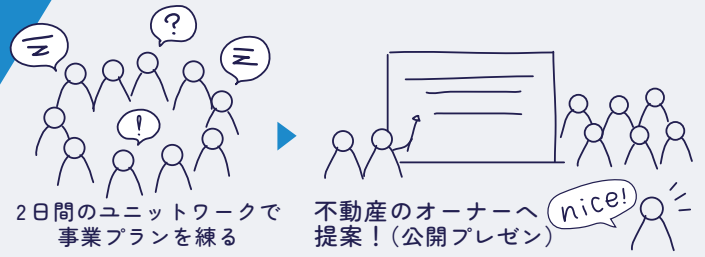 ?
!
2日間のユニットワークで
事業プランを練る
不動産のオーナーへ
提案！(公開プレゼン)
nice!